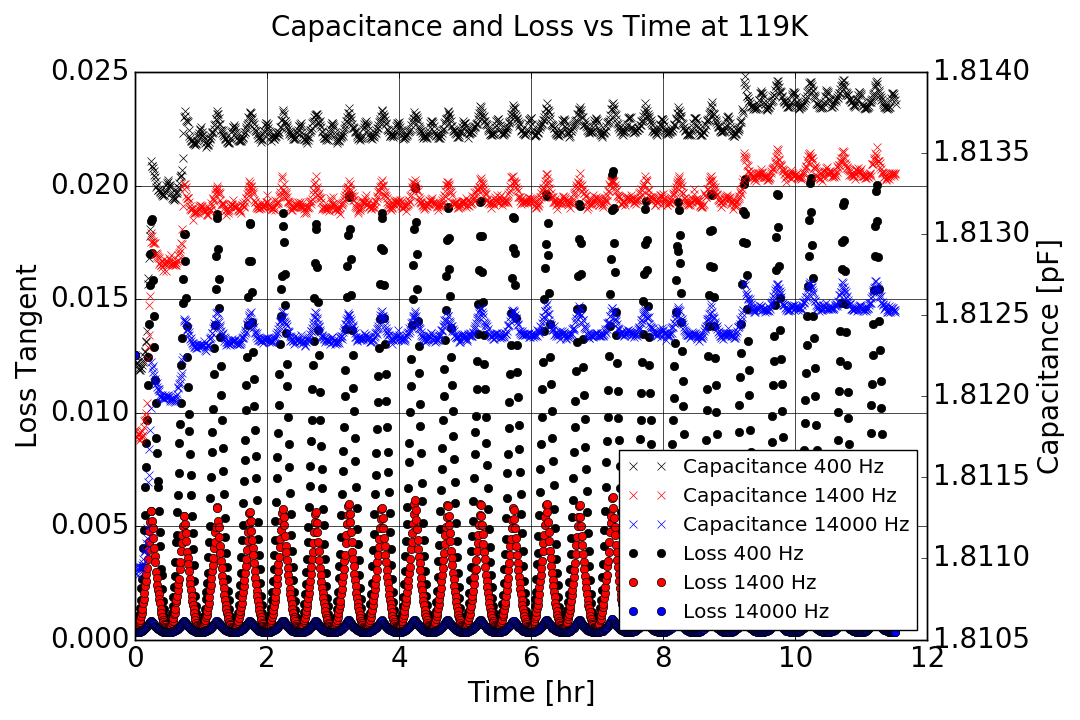 Capacitance and Loss vs Time at 119K
0.025
0.020
0.015
0.010
0.005
0.000
Loss Tangent
1.8140
1.8135
1.8130
1.8125
1.8120
1.8115
1.8110
1.8105
Capacitance [pF]
Capacitance 400 Hz
Capacitance 1400 Hz
Capacitance 14000 Hz
Loss 400 Hz
Loss 1400 Hz
Loss 14000 Hz
0 2 4 6 8 10 12
Time [hr]